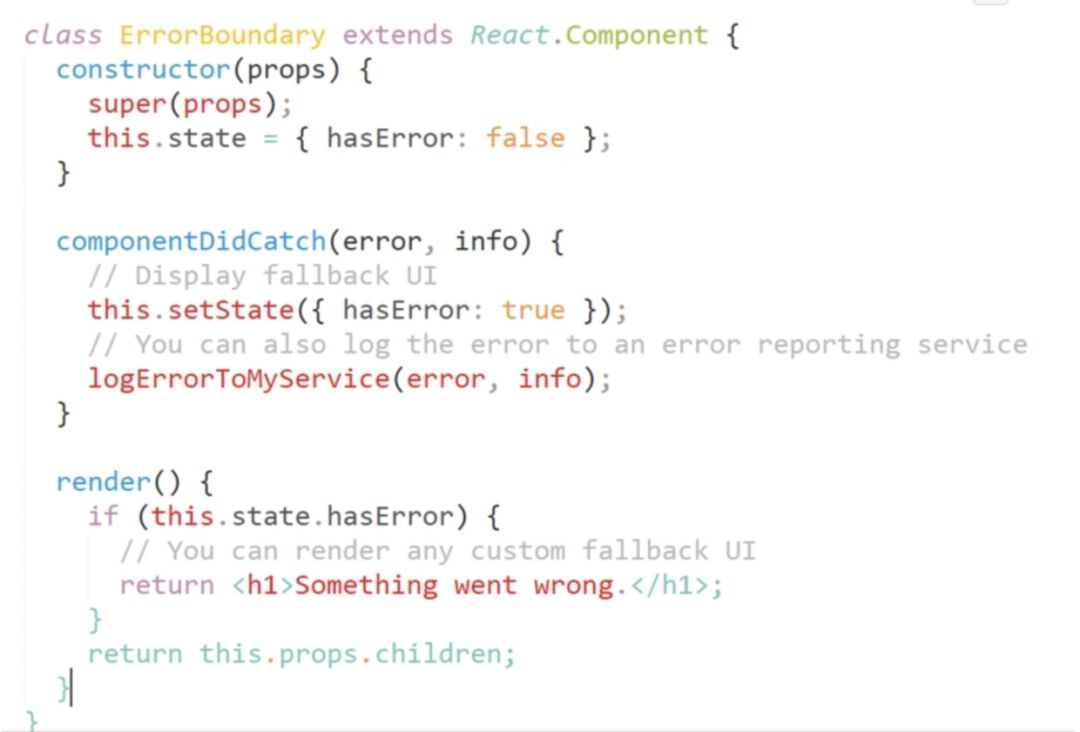 class ErrorBoundary extends React.Component {
  constructor(props) {
    super(props);
    this.state = { hasError: false };
  }

  componentDidCatch(error, info) {
    // Display fallback UI
    this.setState({ hasError: true });
    // You can also log the error to an error reporting service
    logErrorToMyService(error, info);
  }

  render() {
    if (this.state.hasError) {
      // You can render any custom fallback UI
      return <h1>Something went wrong.</h1>;
    }
    return this.props.children;
  }
}